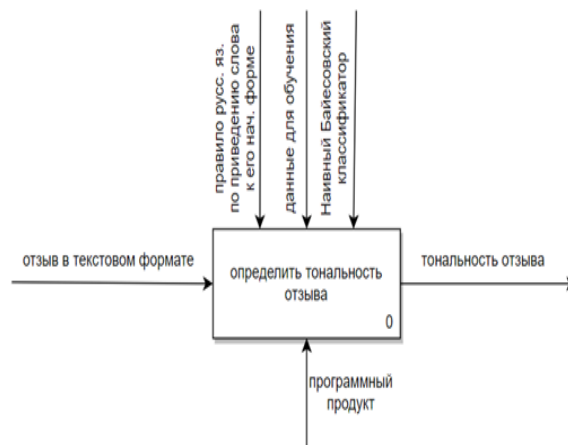 правило русс. яз.
по приведению слова
к его нач. форме
данные для обучения
Наивный Байесовский
классификатор
отзыв в текстовом формате
определить тональность
отзыва
0
тональность отзыва
программный
продукт